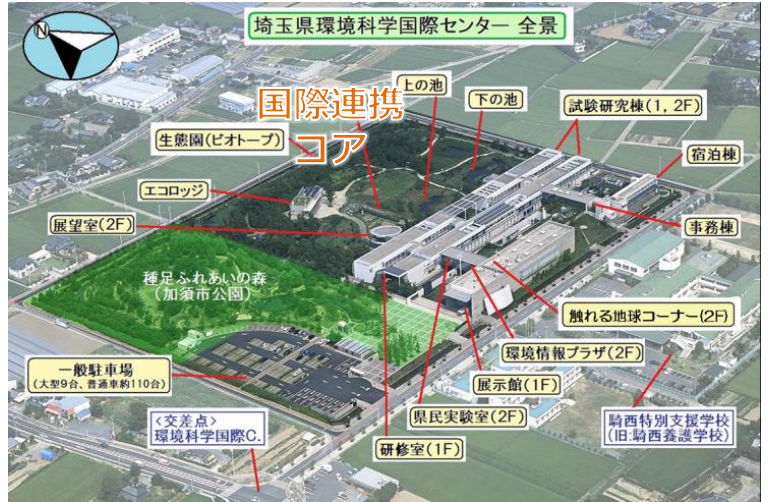 埼玉県環境科学国際センター 全景
N
国際連携
コア
上の池
下の池
試験研究棟(1, 2F)
生態園(ビオトープ)
宿泊棟
エコロッジ
展望室(2F)
事務棟
種足ふれあいの森
(加須市公園)
触れる地球コーナー(2F)
環境情報プラザ(2F)
一般駐車場
(大型9台、普通車約110台)
展示館(1F)
県民実験室(2F)
<交差点>
環境科学国際C.
研修室(1F)
騎西特別支援学校
(旧:騎西養護学校)